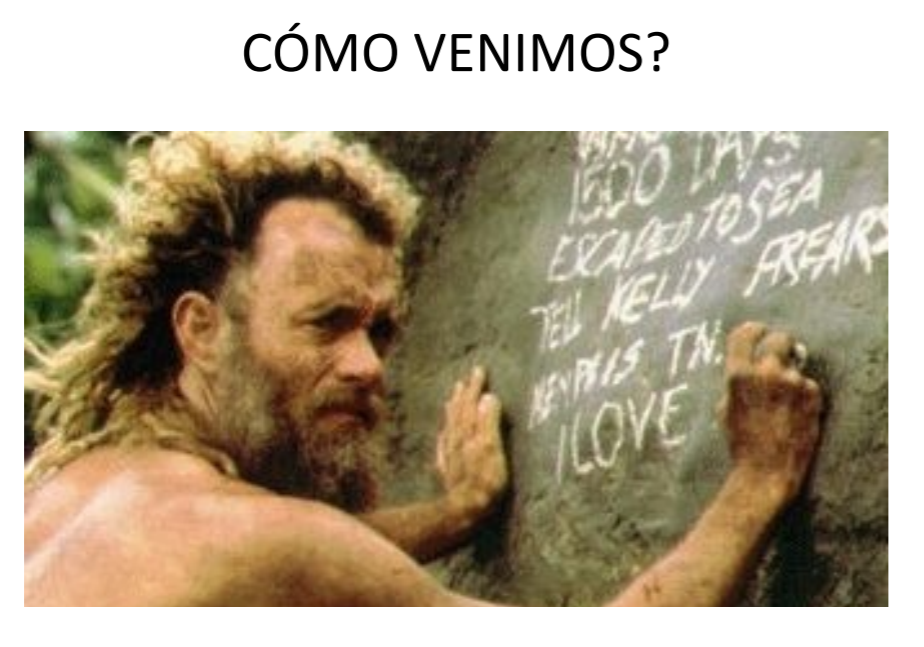 CÓMO VENIMOS?
1500 DAYS
ESCAPED TO SEA
TELL KELLY FREARS
MEMPHIS TN.
I LOVE